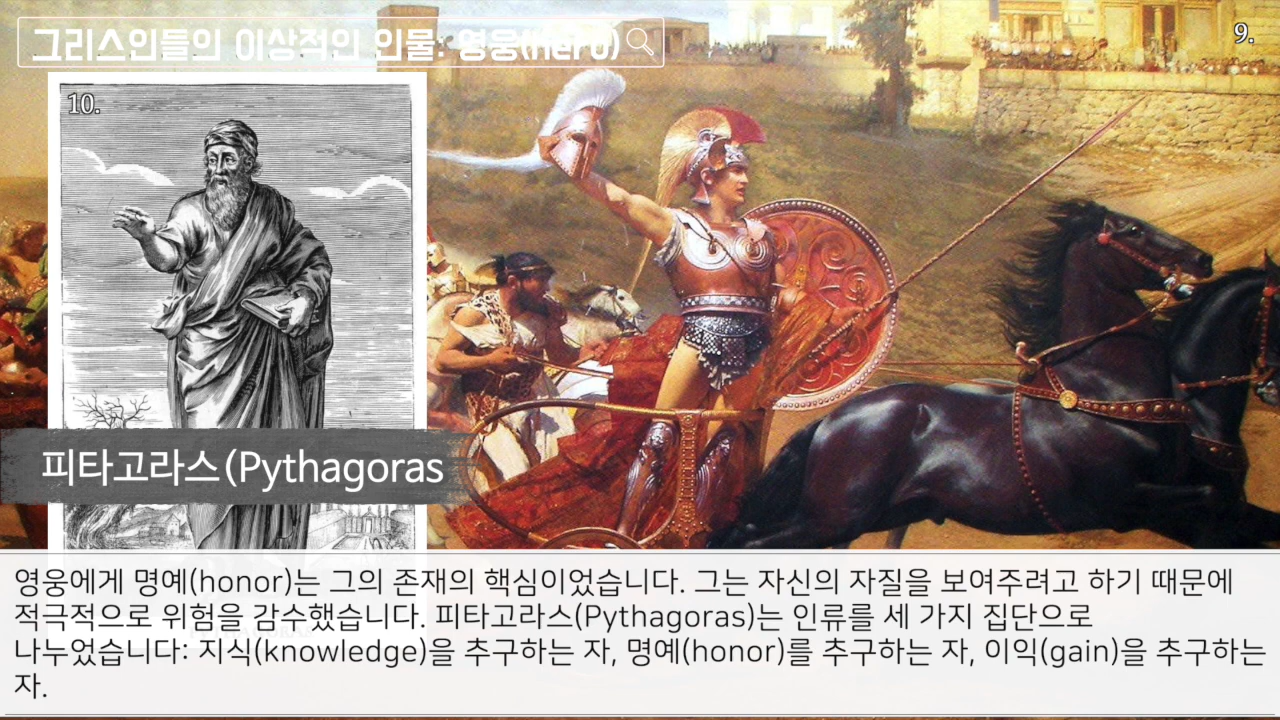 그리스인들의 이상적인 인물: 영웅(hero)
9.
10.
피타고라스(Pythagoras
영웅에게 명예(honor)는 그의 존재의 핵심이었습니다. 그는 자신의 자질을 보여주려고 하기 때문에
적극적으로 위험을 감수했습니다. 피타고라스(Pythagoras)는 인류를 세 가지 집단으로
나누었습니다: 지식(knowledge)을 추구하는 자, 명예(honor)를 추구하는 자, 이익(gain)을 추구하는
자.